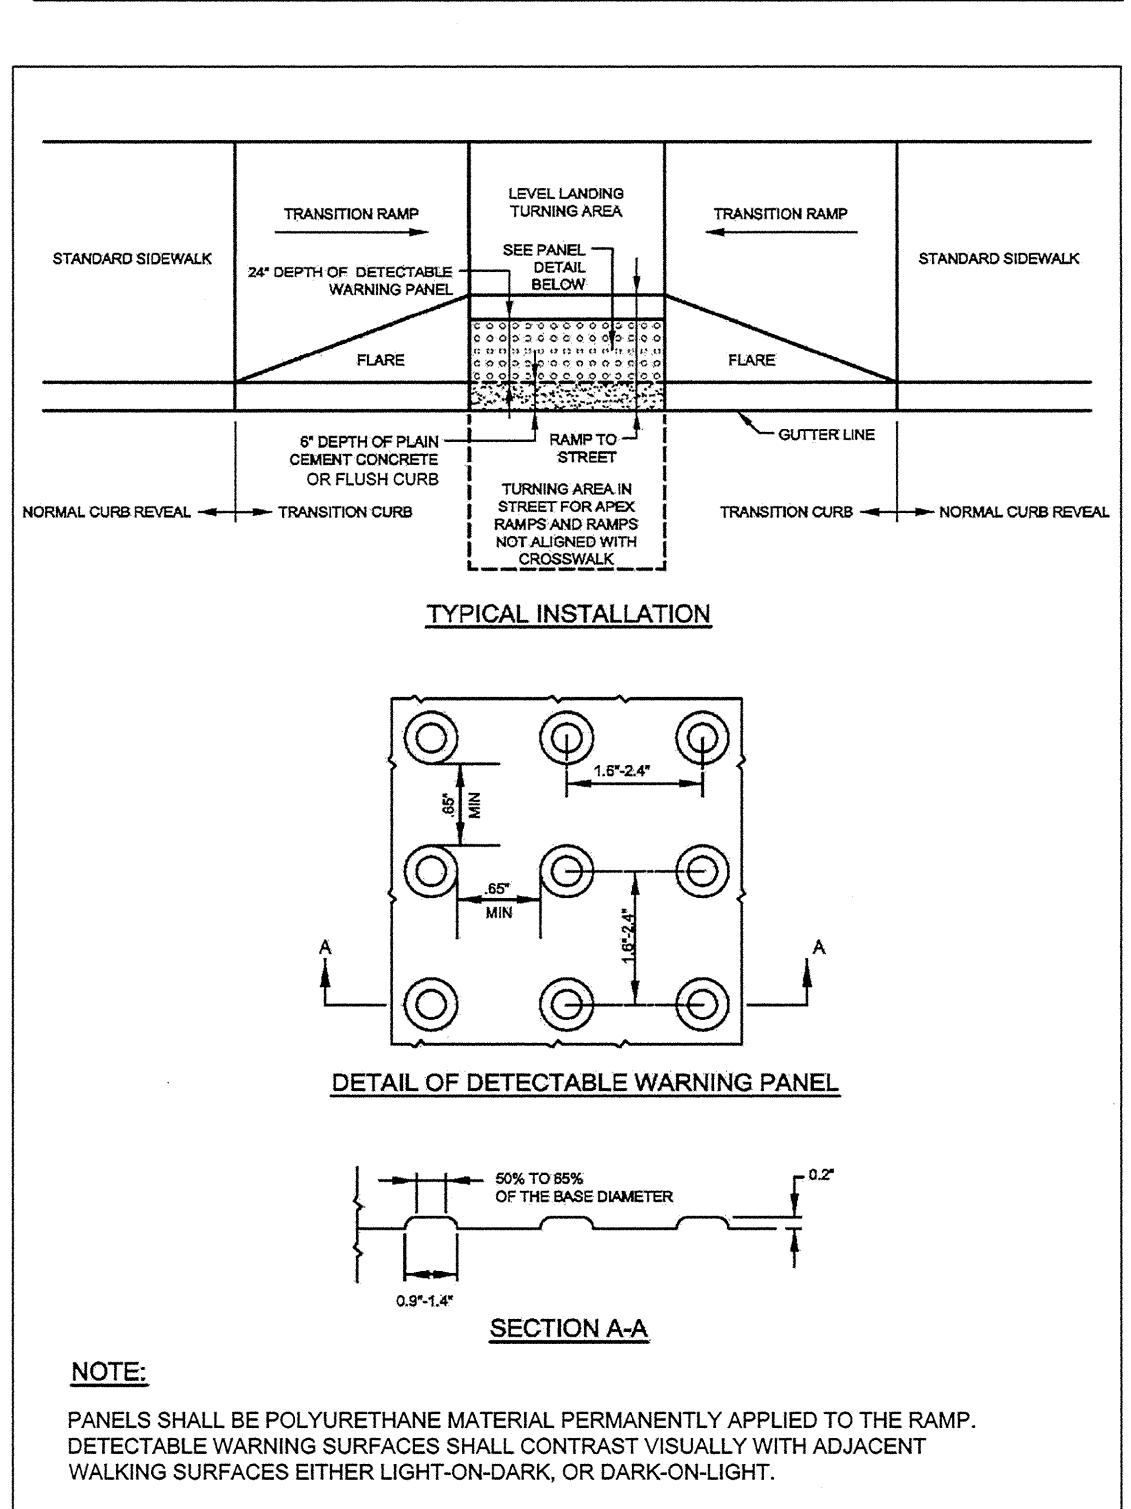 LEVEL LANDING
TURNING AREA
TRANSITION RAMP
TRANSITION RAMP
STANDARD SIDEWALK
STANDARD SIDEWALK
SEE PANEL
DETAIL
BELOW
24" DEPTH OF DETECTABLE
WARNING PANEL
FLARE
FLARE
6" DEPTH OF PLAIN
CEMENT CONCRETE
OR FLUSH CURB
RAMP TO
STREET
GUTTER LINE
TURNING AREA IN
STREET FOR APEX
RAMPS AND RAMPS
NOT ALIGNED WITH
CROSSWALK
NORMAL CURB REVEAL
TRANSITION CURB
TRANSITION CURB
NORMAL CURB REVEAL
TYPICAL INSTALLATION
1.6"-2.4"
.65"
MIN
.65"
MIN
1.6"-2.4"
A
A
DETAIL OF DETECTABLE WARNING PANEL
50% TO 65%
OF THE BASE DIAMETER
0.2"
0.9"-1.4"
SECTION A-A
NOTE:
PANELS SHALL BE POLYURETHANE MATERIAL PERMANENTLY APPLIED TO THE RAMP.
DETECTABLE WARNING SURFACES SHALL CONTRAST VISUALLY WITH ADJACENT
WALKING SURFACES EITHER LIGHT-ON-DARK, OR DARK-ON-LIGHT.